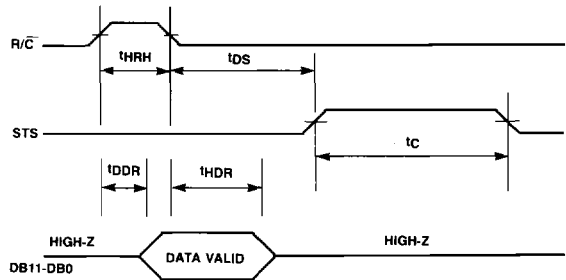 R/C̅
tHRH
tDS
STS
tC
tDDR
tHDR
HIGH-Z
DATA VALID
HIGH-Z
DB11-DB0